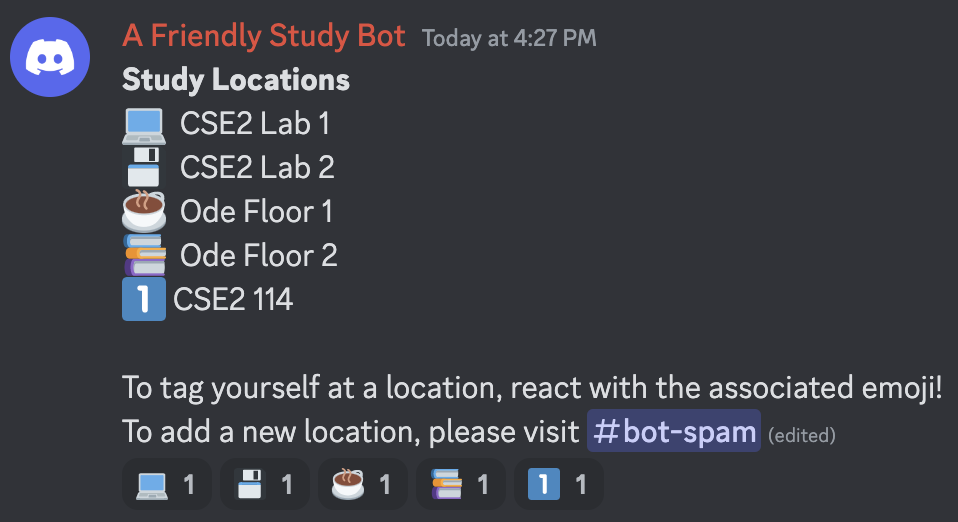 A Friendly Study Bot Today at 4:27 PM
Study Locations
💻 CSE2 Lab 1
💾 CSE2 Lab 2
☕ Ode Floor 1
📚 Ode Floor 2
1️⃣ CSE2 114
To tag yourself at a location, react with the associated emoji!
To add a new location, please visit #bot-spam (edited)
💻 1 💾 1 ☕ 1 📚 1 1️⃣ 1